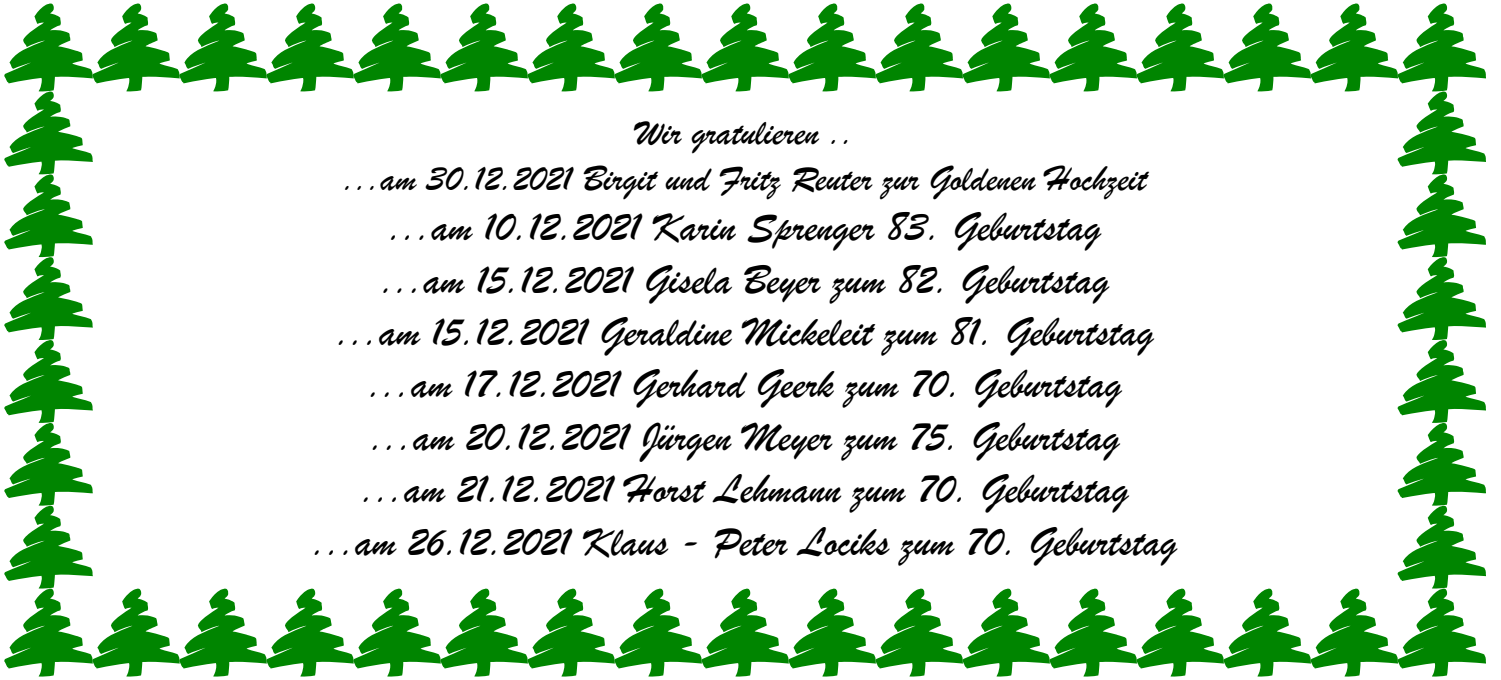 Wir gratulieren ..
...am 30.12.2021 Birgit und Fritz Reuter zur Goldenen Hochzeit
...am 10.12.2021 Karin Sprenger 83. Geburtstag
...am 15.12.2021 Gisela Beyer zum 82. Geburtstag
...am 15.12.2021 Geraldine Mickeleit zum 81. Geburtstag
...am 17.12.2021 Gerhard Geerk zum 70. Geburtstag
...am 20.12.2021 Jürgen Meyer zum 75. Geburtstag
...am 21.12.2021 Horst Lehmann zum 70. Geburtstag
...am 26.12.2021 Klaus - Peter Lociks zum 70. Geburtstag